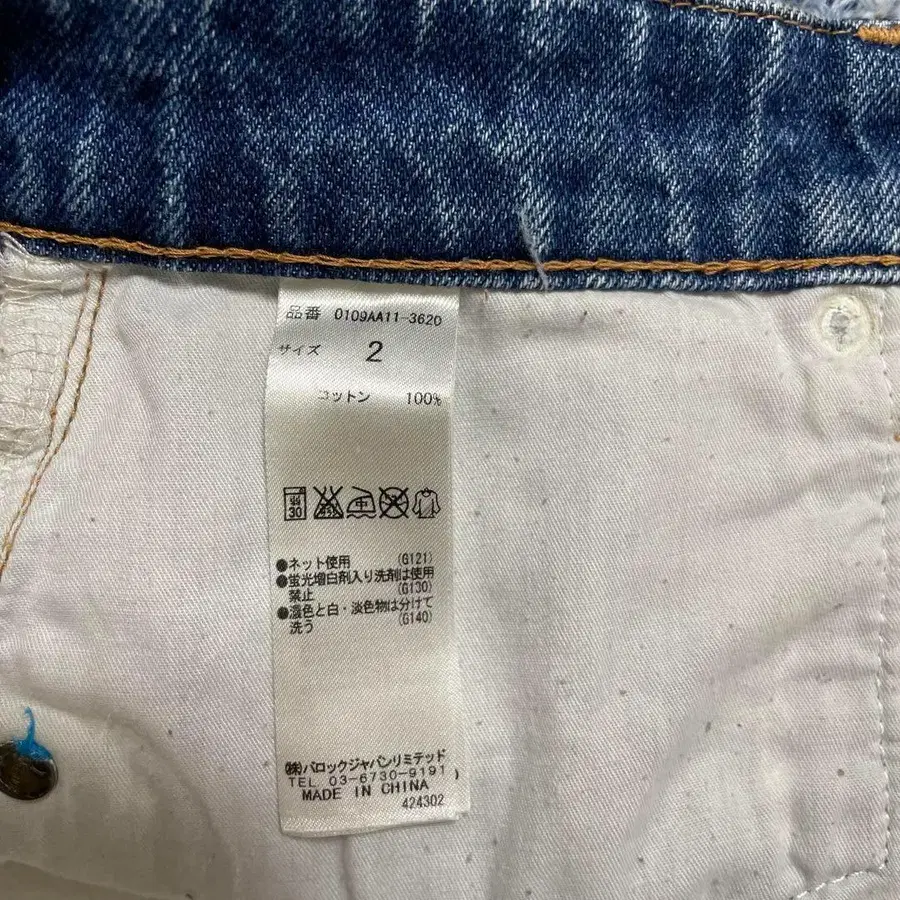 品番 0109AA11-3620
サイズ 2
コットン 100%
弱 30
中
●ネット使用 (G121)
●蛍光増白剤入り洗剤は使用
禁止 (G130)
●濃色と白・淡色物は分けて
洗う (G140)
㈱バロックジャパンリミテッド
TEL 03-6730-9191
MADE IN CHINA
424302